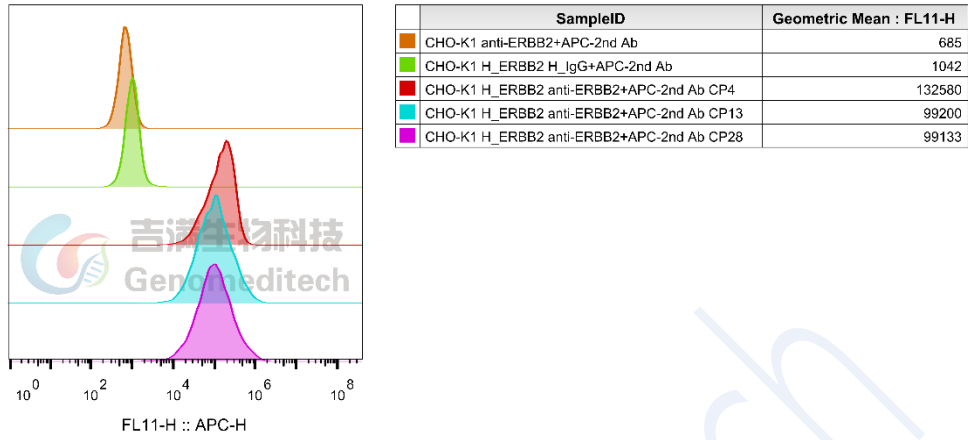 吉满生物科技
Genomeditech
10^0 10^2 10^4 10^6 10^8
FL11-H :: APC-H
SampleID Geometric Mean : FL11-H
CHO-K1 anti-ERBB2+APC-2nd Ab 685
CHO-K1 H_ERBB2 H_IgG+APC-2nd Ab 1042
CHO-K1 H_ERBB2 anti-ERBB2+APC-2nd Ab CP4 132580
CHO-K1 H_ERBB2 anti-ERBB2+APC-2nd Ab CP13 99200
CHO-K1 H_ERBB2 anti-ERBB2+APC-2nd Ab CP28 99133